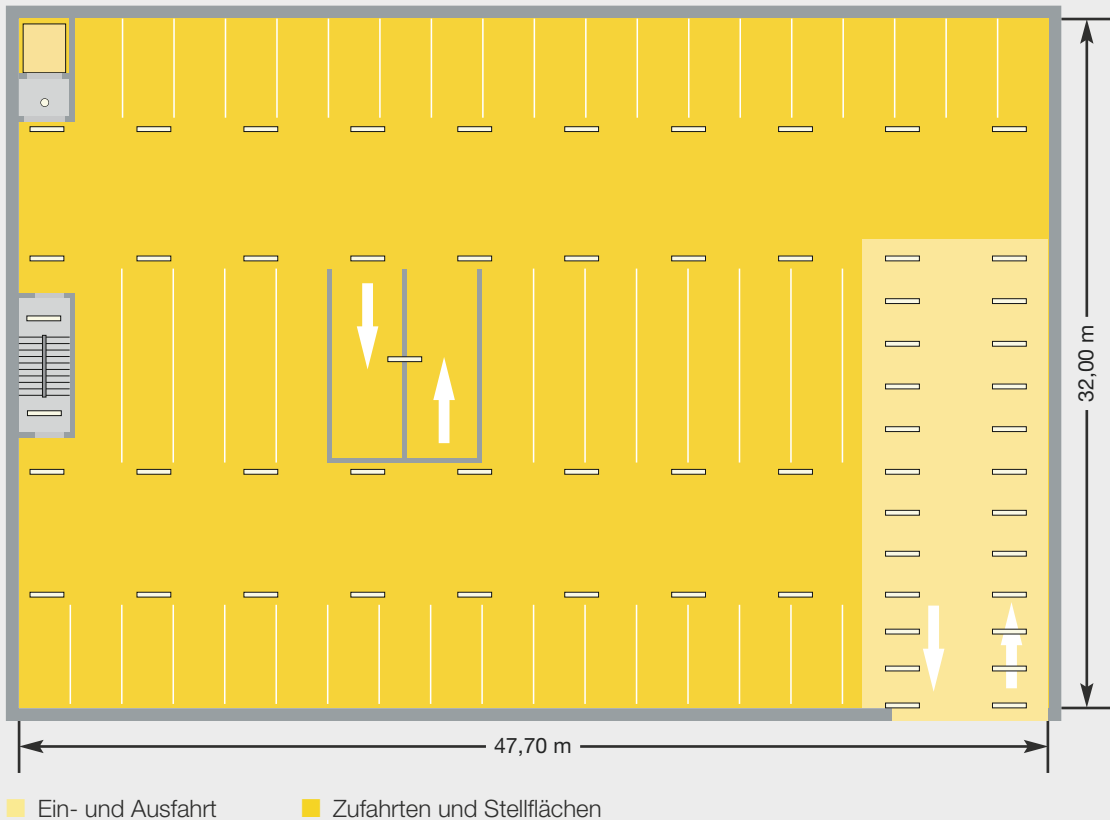 32,00 m
47,70 m
Ein- und Ausfahrt
Zufahrten und Stellflächen